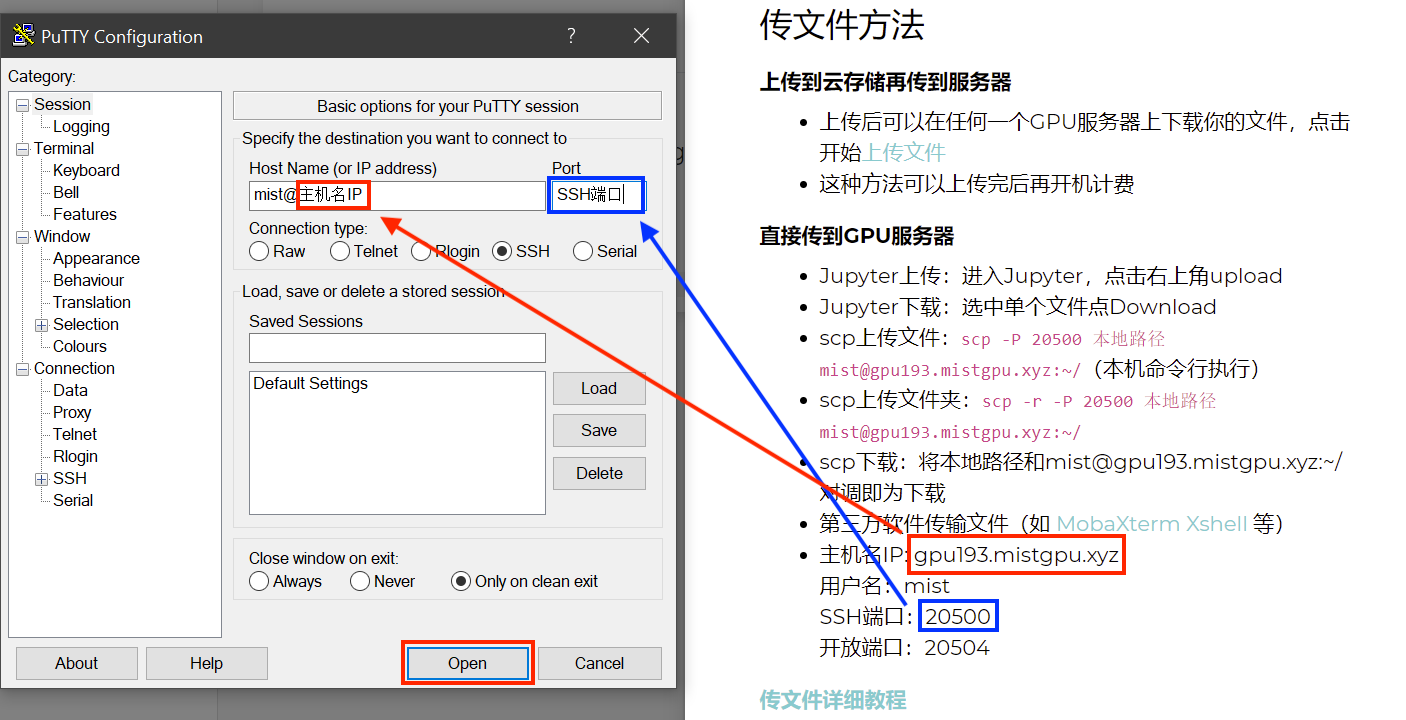 PuTTY Configuration
?
Category:
Session
Logging
Terminal
Keyboard
Bell
Features
Window
Appearance
Behaviour
Translation
Selection
Colours
Connection
Data
Proxy
Telnet
Rlogin
SSH
Serial
Basic options for your PuTTY session
Specify the destination you want to connect to
Host Name (or IP address)
Port
mist@主机名IP
SSH端口
Connection type:
Raw
Telnet
Rlogin
SSH
Serial
Load, save or delete a stored session
Saved Sessions
Default Settings
Load
Save
Delete
Close window on exit:
Always
Never
Only on clean exit
About
Help
Open
Cancel
传文件方法
上传到云存储再传到服务器
上传后可以在任何一个GPU服务器上下载你的文件，点击
开始上传文件
这种方法可以上传完后再开机计费
直接传到GPU服务器
Jupyter上传：进入Jupyter，点击右上角upload
Jupyter下载：选中单个文件点Download
scp上传文件：scp -P 20500 本地路径
mist@gpu193.mistgpu.xyz:~/（本机命令行执行）
scp上传文件夹：scp -r -P 20500 本地路径
mist@gpu193.mistgpu.xyz:~/
scp下载：将本地路径和mist@gpu193.mistgpu.xyz:~/
对调即为下载
第三方软件传输文件（如 MobaXterm Xshell 等）
主机名IP: gpu193.mistgpu.xyz
用户名：mist
SSH端口：20500
开放端口：20504
传文件详细教程